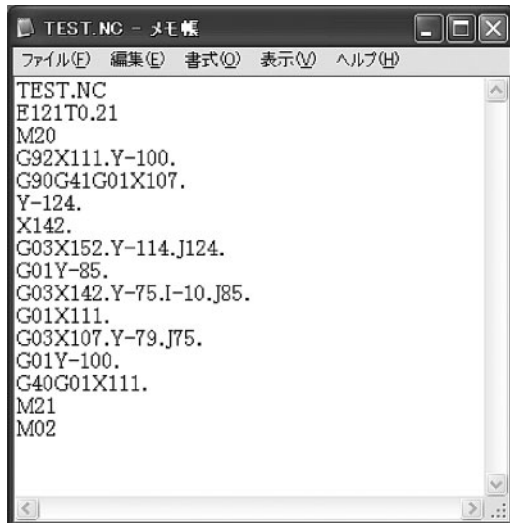 TEST.NC - メモ帳
ファイル(F) 編集(E) 書式(O) 表示(V) ヘルプ(H)
TEST.NC
E121T0.21
M20
G92X111.Y-100.
G90G41G01X107.
Y-124.
X142.
G03X152.Y-114.J124.
G01Y-85.
G03X142.Y-75.I-10.J85.
G01X111.
G03X107.Y-79.J75.
G01Y-100.
G40G01X111.
M21
M02